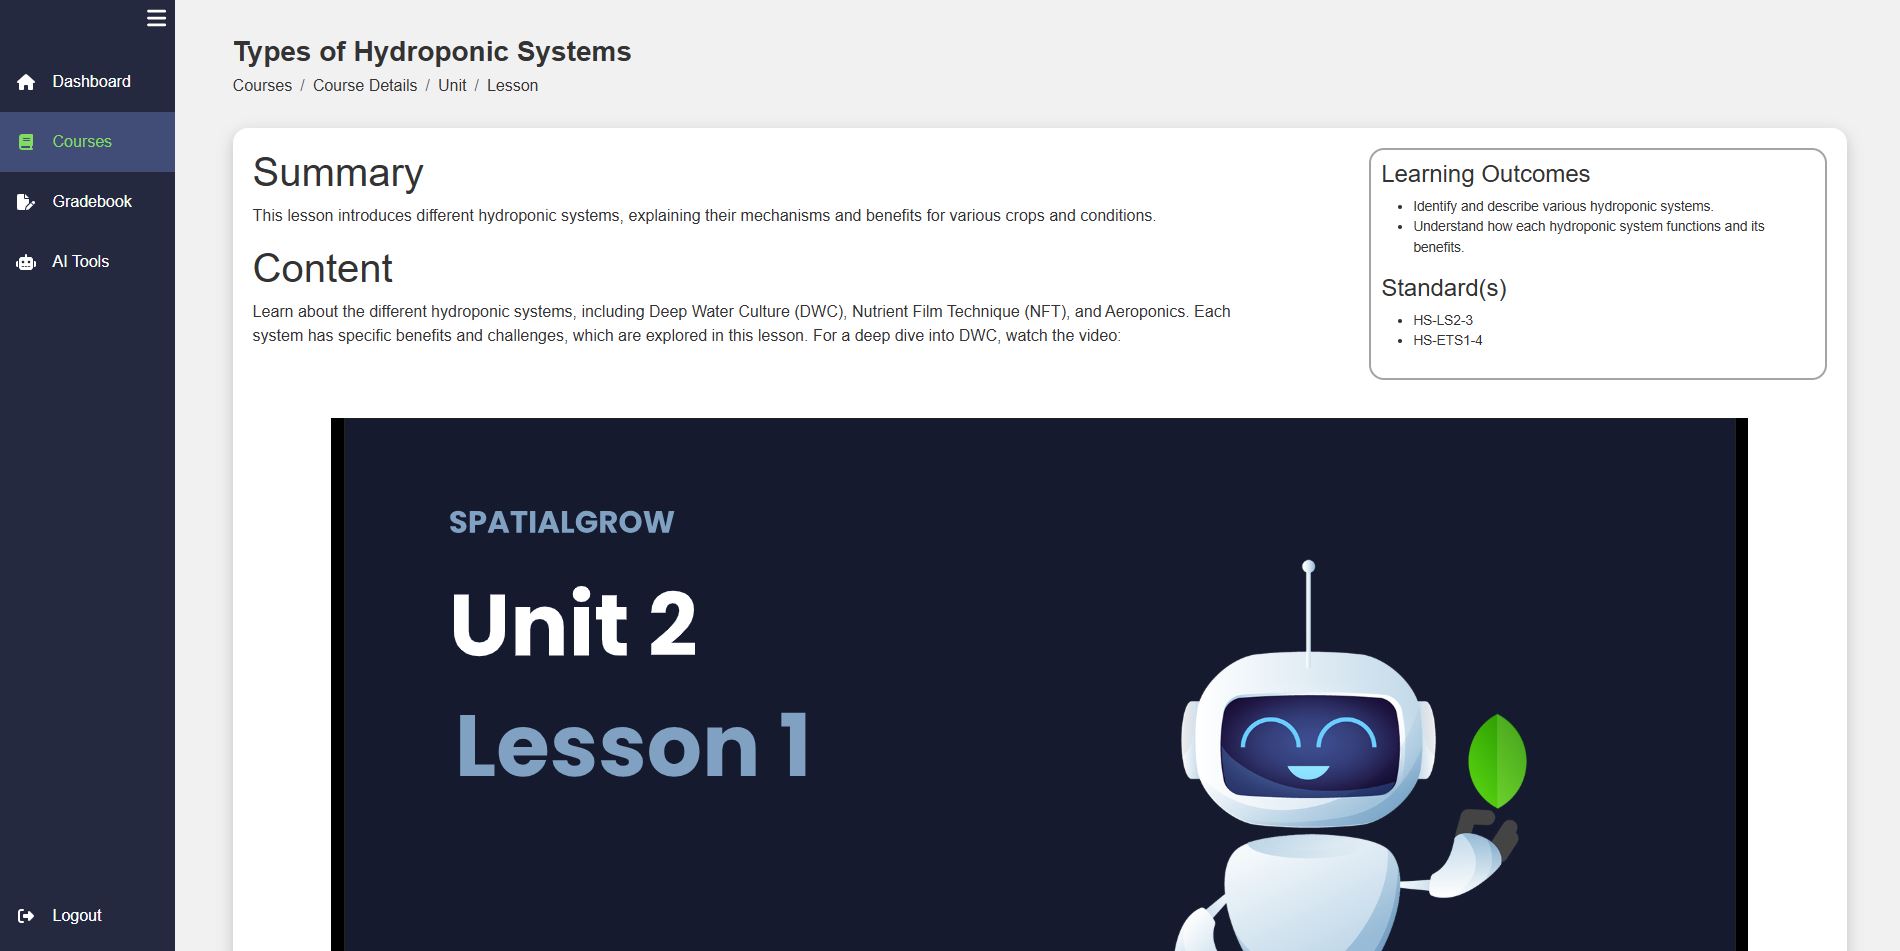 Dashboard
Courses
Gradebook
AI Tools
Logout
Types of Hydroponic Systems
Courses / Course Details / Unit / Lesson
Summary
This lesson introduces different hydroponic systems, explaining their mechanisms and benefits for various crops and conditions.
Content
Learn about the different hydroponic systems, including Deep Water Culture (DWC), Nutrient Film Technique (NFT), and Aeroponics. Each
system has specific benefits and challenges, which are explored in this lesson. For a deep dive into DWC, watch the video:
Learning Outcomes
• Identify and describe various hydroponic systems.
• Understand how each hydroponic system functions and its
benefits.
Standard(s)
• HS-LS2-3
• HS-ETS1-4
SPATIALGROW
Unit 2
Lesson 1